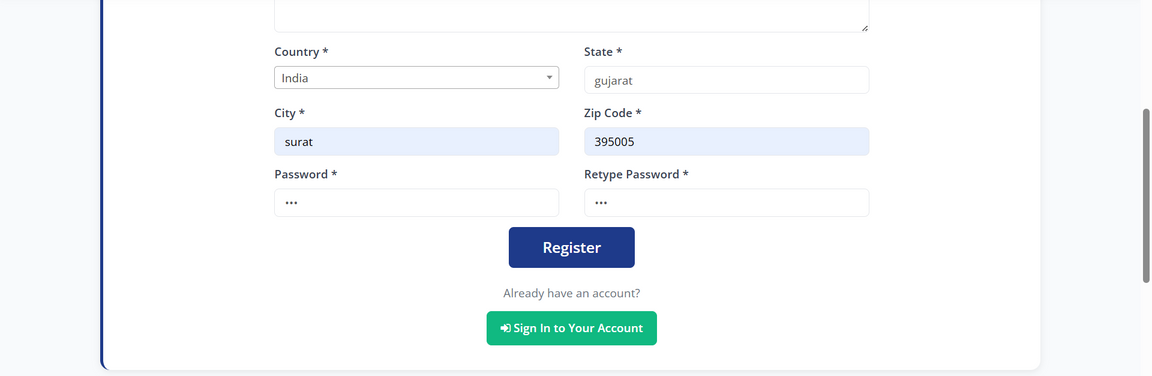 Country * State *
India gujarat
City * Zip Code *
surat 395005
Password * Retype Password *
••• •••
Register
Already have an account?
Sign In to Your Account